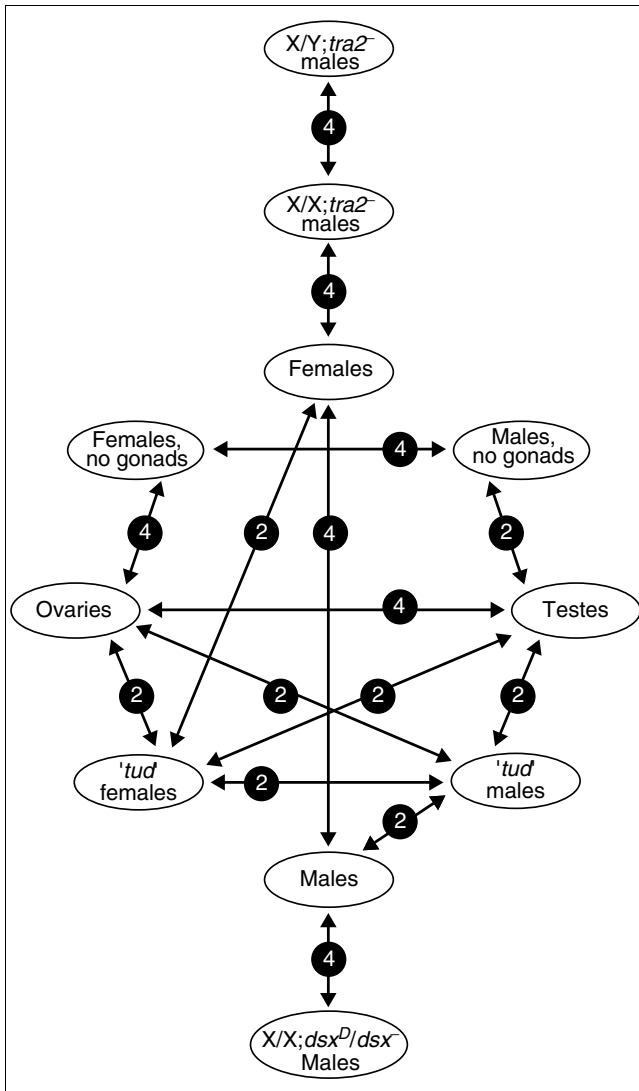 X/Y;tra2⁻
males
4
X/X;tra2⁻
males
4
Females
Females,
no gonads
4
Males,
no gonads
4
2
4
2
Ovaries
4
Testes
2
2
2
2
'tud'
females
2
'tud'
males
2
Males
4
X/X;dsxᴰ/dsx⁻
Males